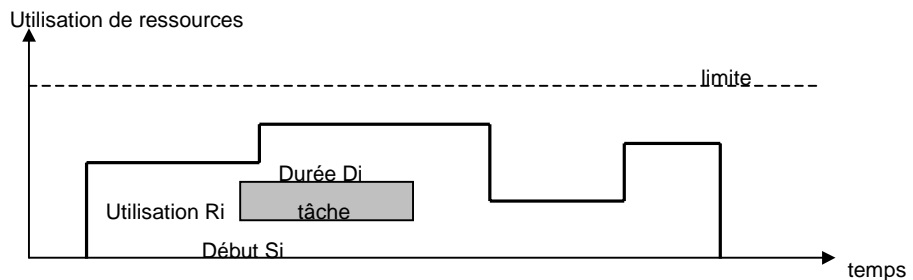 Utilisation de ressources
limite
Durée Di
Utilisation Ri
tâche
Début Si
temps